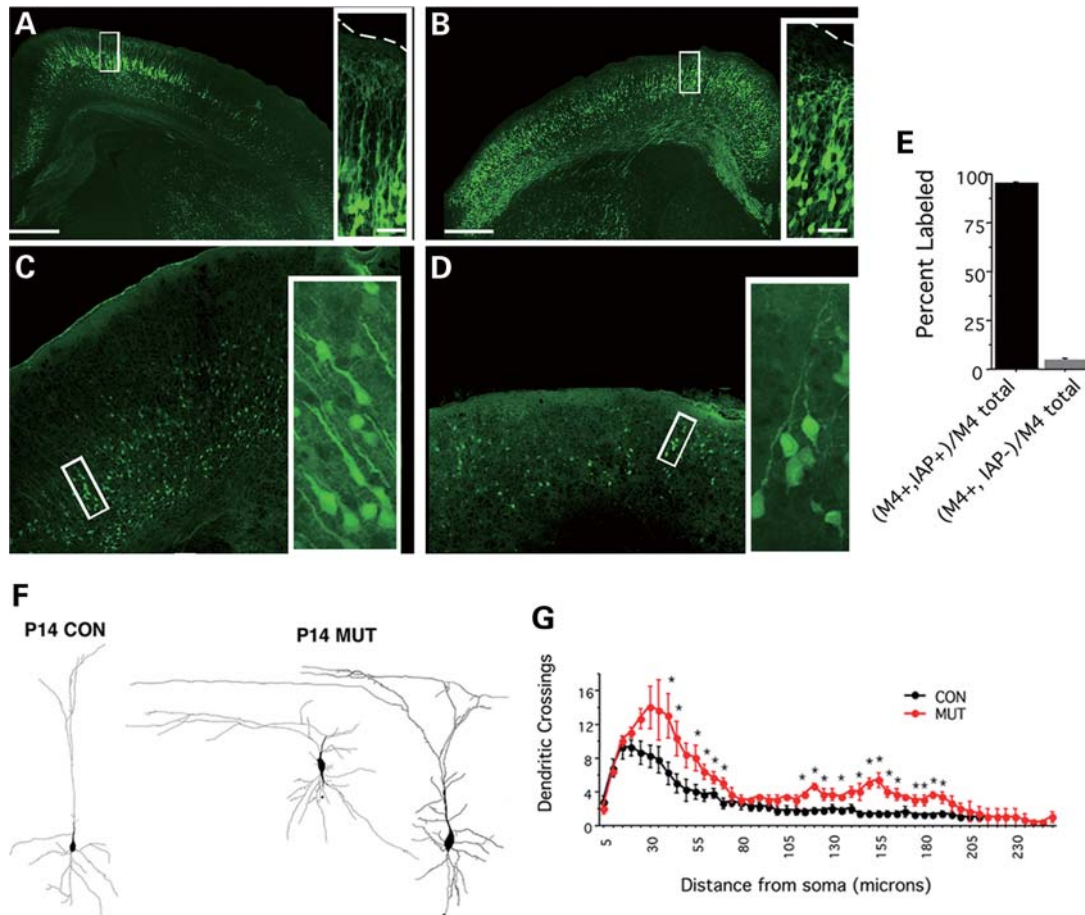 A
B
C
D
E
Percent Labeled
100
75
50
25
0
(M4+,IAP+)/M4 total
(M4+, IAP-)/M4 total
F
P14 CON
P14 MUT
G
Dendritic Crossings
16
12
8
4
0
CON
MUT
* * * * * * * * * * * * * * * * * *
5 30 55 80 105 130 155 180 205 230
Distance from soma (microns)